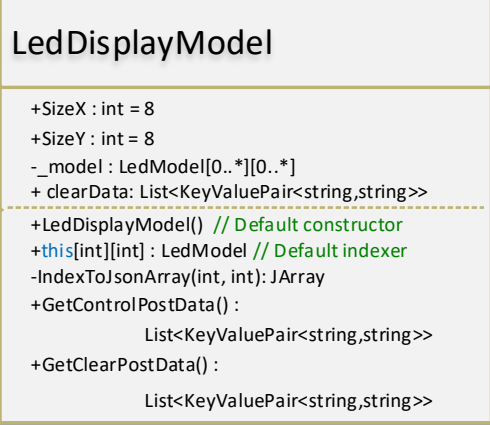 LedDisplayModel
+SizeX : int = 8
+SizeY : int = 8
-_model : LedModel[0..*][0..*]
+ clearData: List<KeyValuePair<string,string>>
+LedDisplayModel() // Default constructor
+this[int][int] : LedModel // Default indexer
-IndexToJsonArray(int, int): JArray
+GetControlPostData() :
List<KeyValuePair<string,string>>
+GetClearPostData() :
List<KeyValuePair<string,string>>